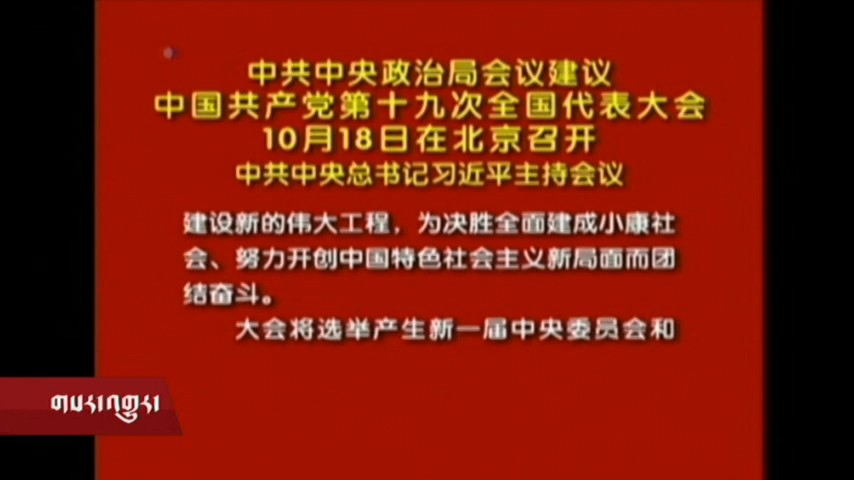 中共中央政治局会议建议
中国共产党第十九次全国代表大会
10月18日在北京召开
中共中央总书记习近平主持会议
建设新的伟大工程，为决胜全面建成小康社
会、努力开创中国特色社会主义新局面而团
结奋斗。
大会将选举产生新一届中央委员会和
གསར་འགྱུར།